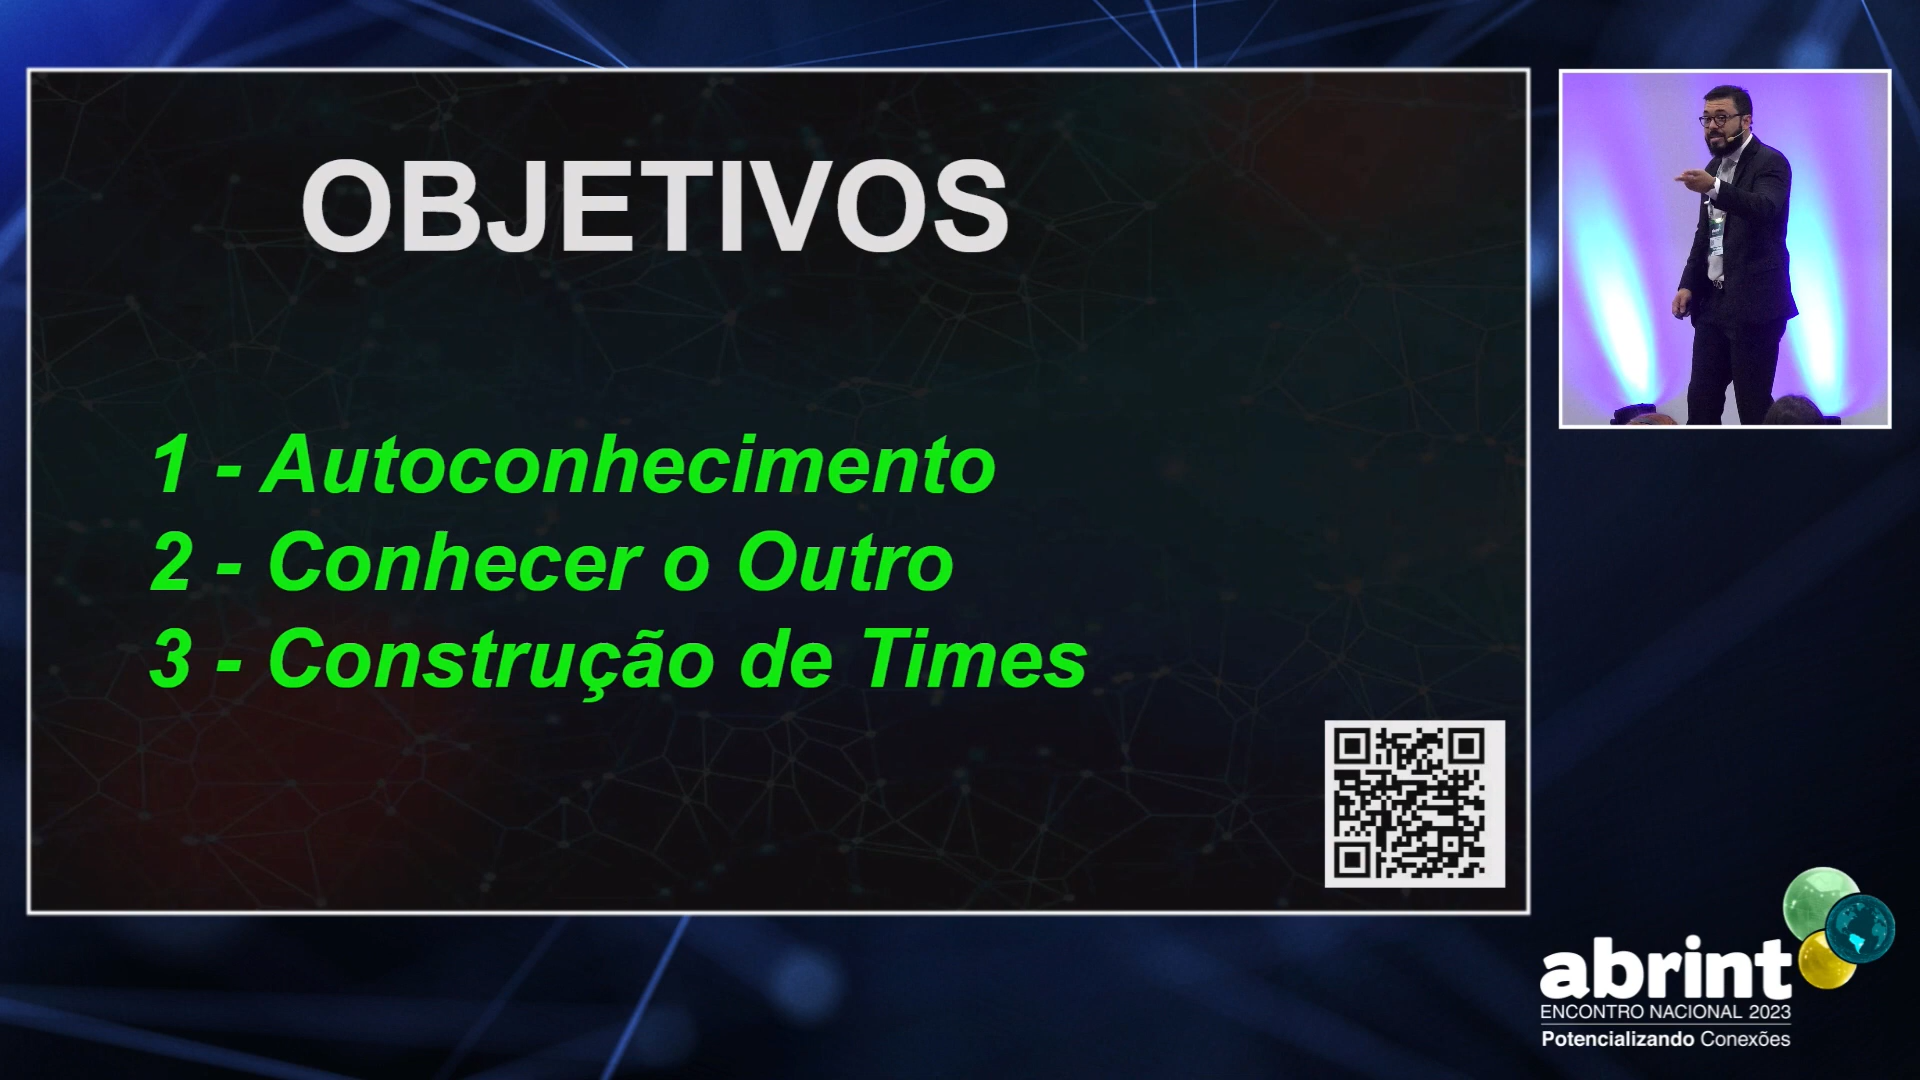 OBJETIVOS
1 - Autoconhecimento
2 - Conhecer o Outro
3 - Construção de Times
abrint
ENCONTRO NACIONAL 2023
Potencializando Conexões